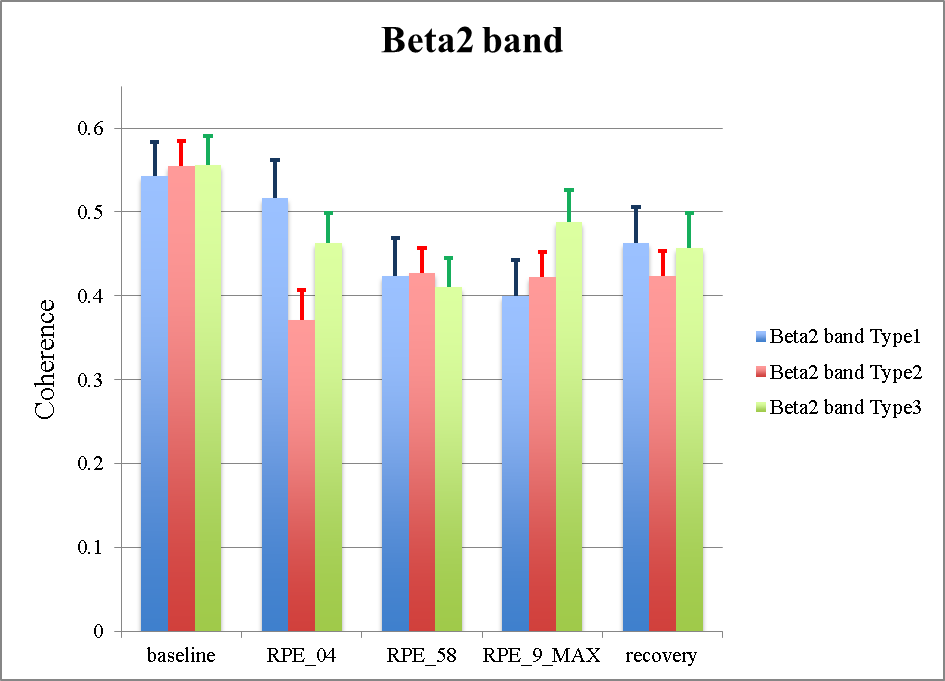 Beta2 band
0.6
0.5
0.4
0.3
0.2
0.1
0
Coherence
baseline RPE_04 RPE_58 RPE_9_MAX recovery
Beta2 band Type1
Beta2 band Type2
Beta2 band Type3